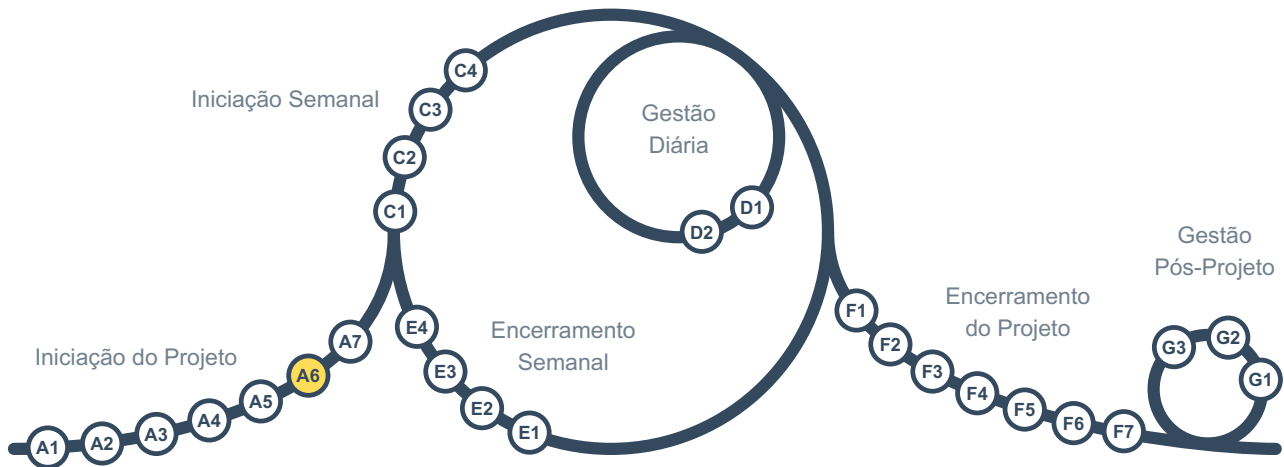 Iniciação do Projeto
A1
A2
A3
A4
A5
A6
A7
Iniciação Semanal
C1
C2
C3
C4
Gestão
Diária
D1
D2
Encerramento
Semanal
E1
E2
E3
E4
Encerramento
do Projeto
F1
F2
F3
F4
F5
F6
F7
Gestão
Pós-Projeto
G1
G2
G3